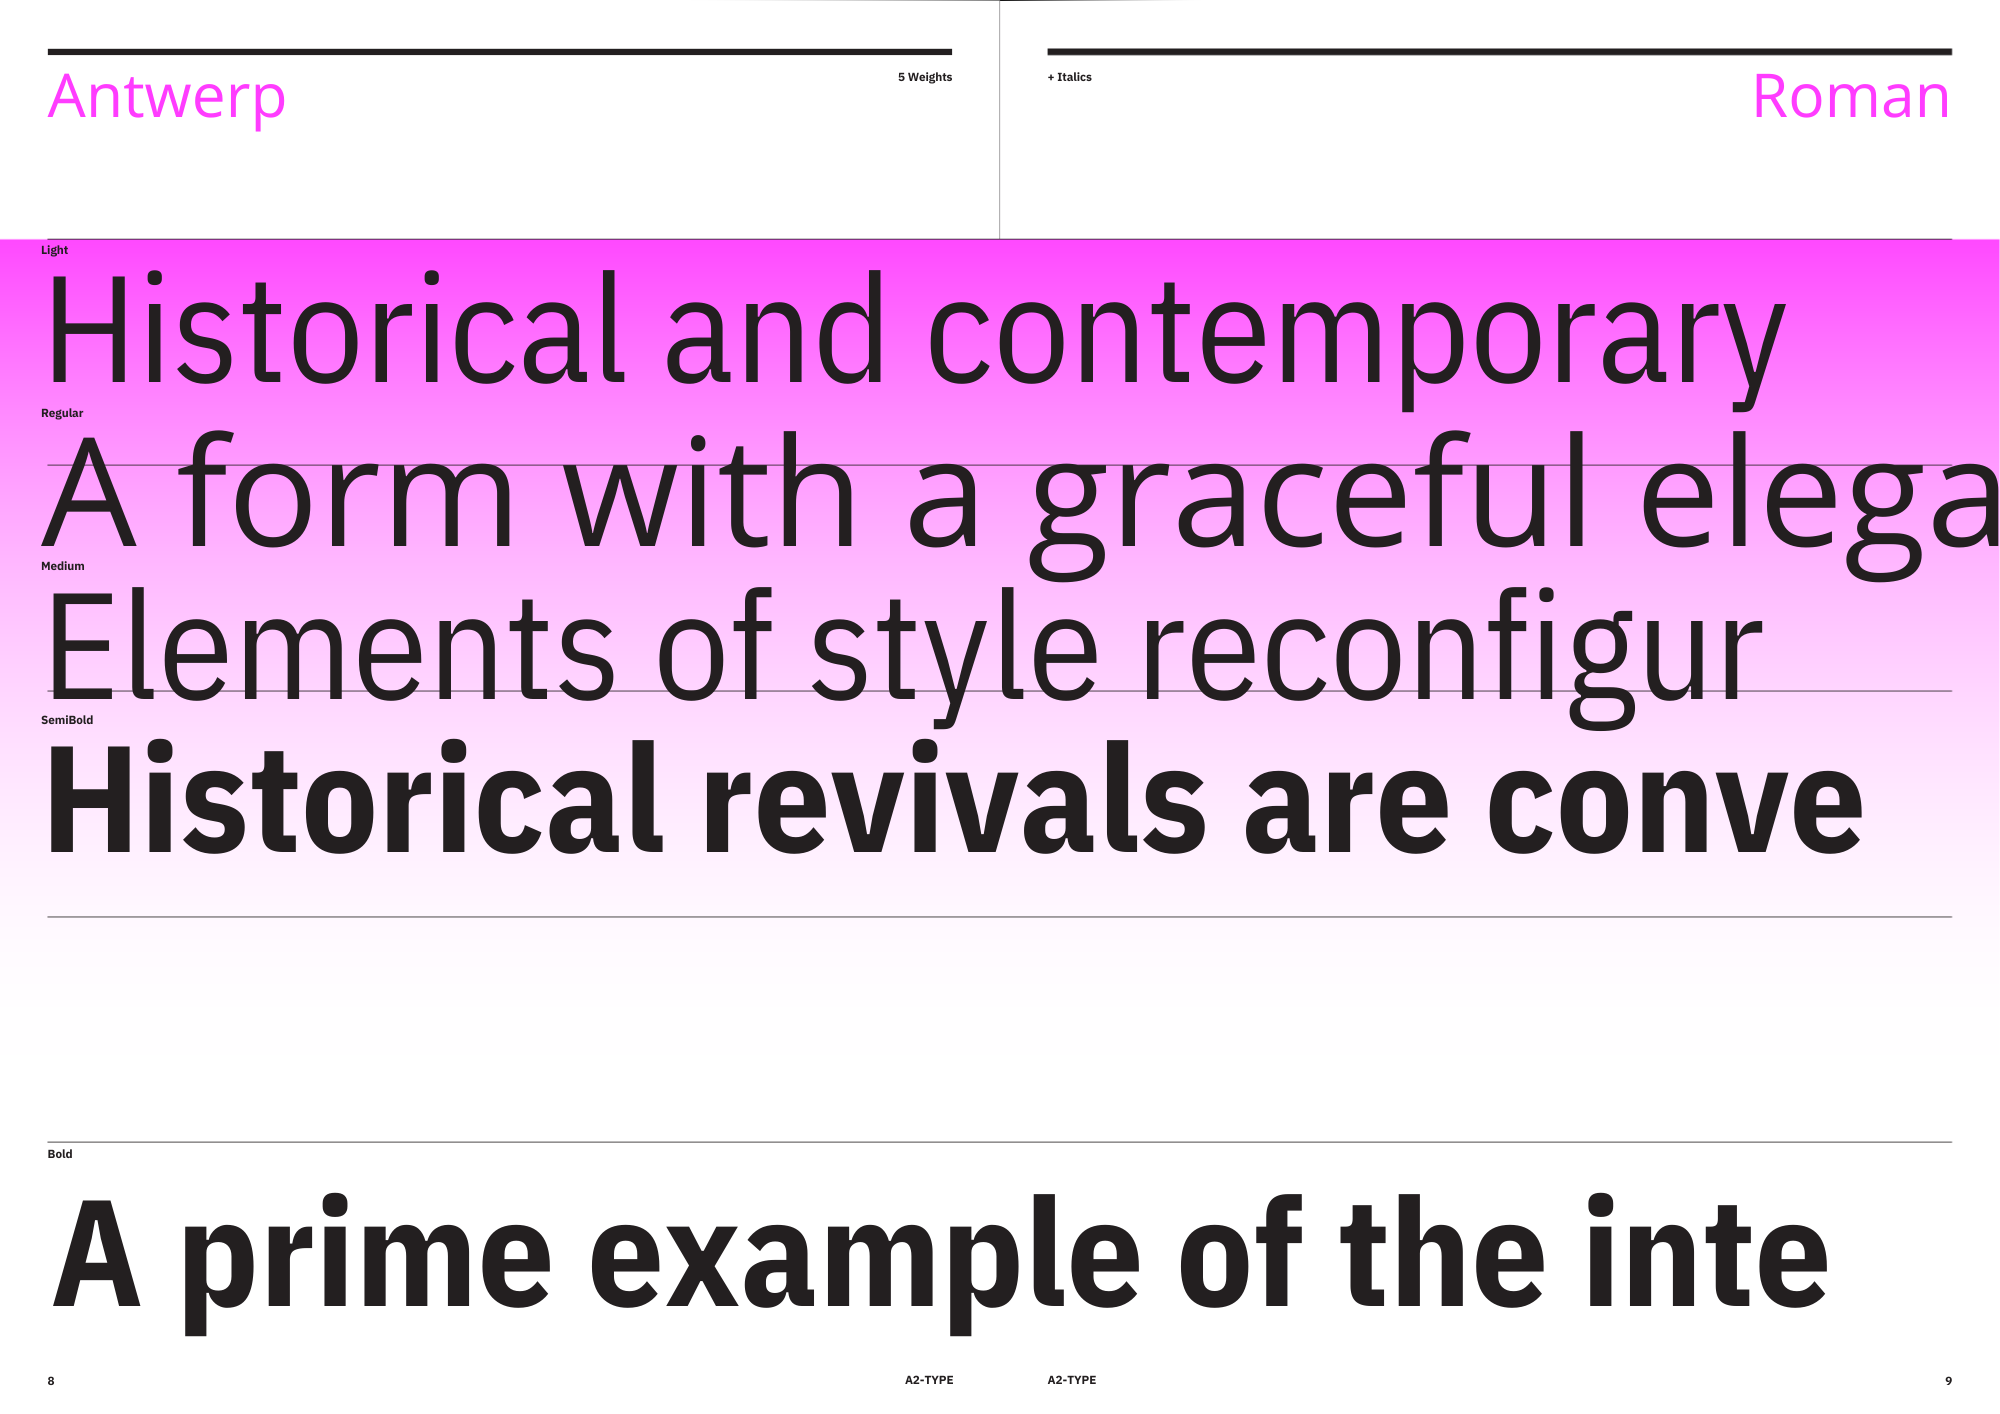 Antwerp
5 Weights
+ Italics
Roman
Light
Historical and contemporary
Regular
A form with a graceful elega
Medium
Elements of style reconfigur
SemiBold
Historical revivals are conve
Bold
A prime example of the inte
8
A2-TYPE
A2-TYPE
9